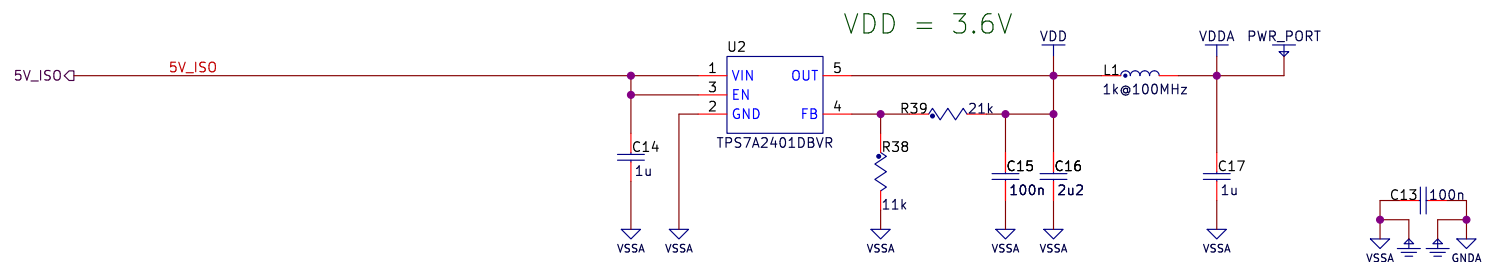 VDD = 3.6V
VDD
VDDA
PWR_PORT
U2
5V_ISO
5V_ISO
1
VIN
OUT
5
L1
3
EN
1k@100MHz
2
GND
FB
4
R39
21k
TPS7A2401DBVR
C14
1u
R38
11k
C15
100n
C16
2u2
C17
1u
C13
100n
VSSA
VSSA
VSSA
VSSA
VSSA
VSSA
VSSA
GNDA